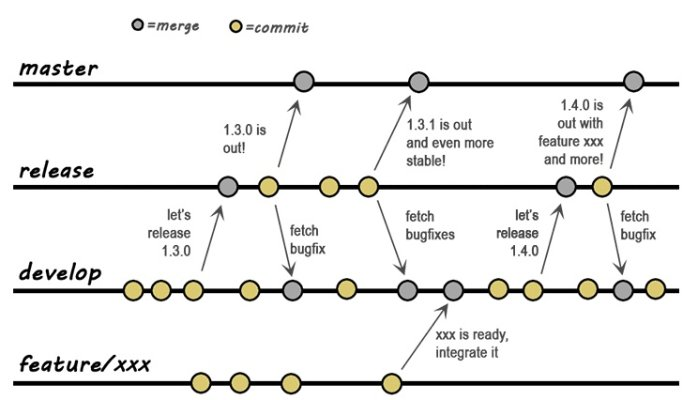 =merge =commit
master
1.3.0 is
out!
1.3.1 is out
and even more
stable!
1.4.0 is
out with
feature xxx
and more!
release
let's
release
1.3.0
fetch
bugfix
fetch
bugfixes
let's
release
1.4.0
fetch
bugfix
develop
xxx is ready,
integrate it
feature/xxx